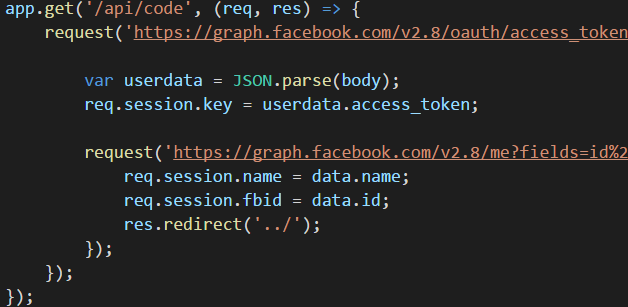 app.get('/api/code', (req, res) => {
request('https://graph.facebook.com/v2.8/oauth/access_token
var userdata = JSON.parse(body);
req.session.key = userdata.access_token;
request('https://graph.facebook.com/v2.8/me?fields=id%2
req.session.name = data.name;
req.session.fbid = data.id;
res.redirect('../');
});
});
});